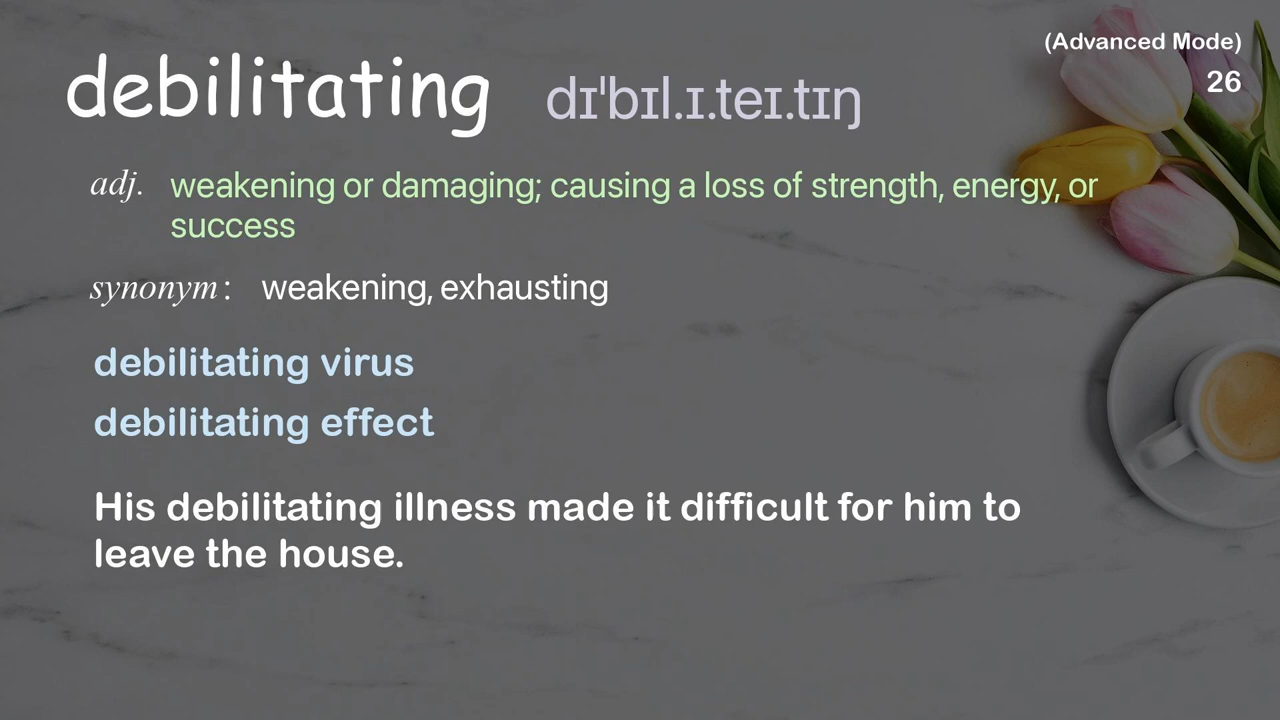 (Advanced Mode)
26
debilitating dɪˈbɪl.ɪ.teɪ.tɪŋ
adj. weakening or damaging; causing a loss of strength, energy, or
success
synonym: weakening, exhausting
debilitating virus
debilitating effect
His debilitating illness made it difficult for him to
leave the house.